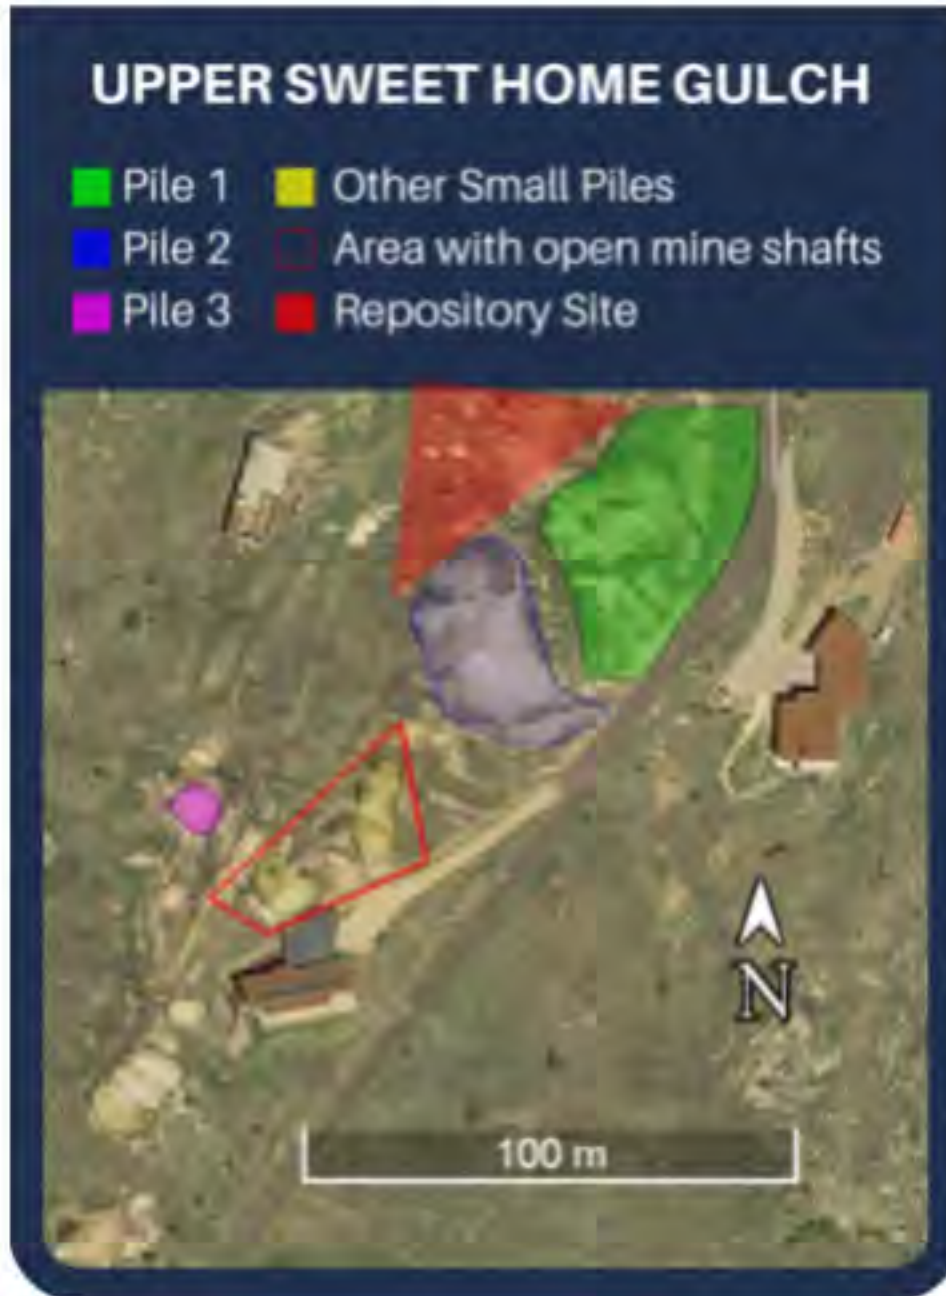 UPPER SWEET HOME GULCH
Pile 1 Other Small Piles
Pile 2 Area with open mine shafts
Pile 3 Repository Site
N
100 m